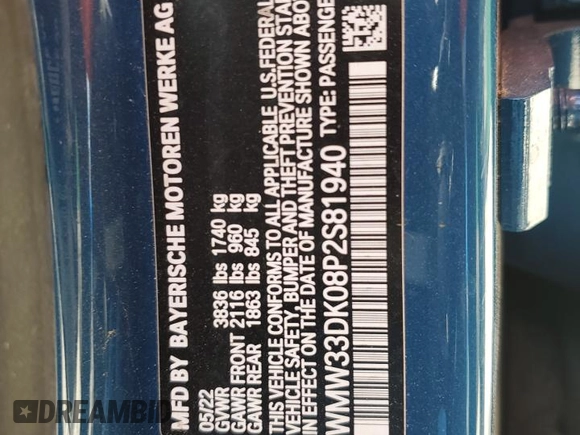 MFD BY BAYERISCHE MOTOREN WERKE AG
05/22
GVWR 3836 lbs 1740 kg
GAWR FRONT 2116 lbs 960 kg
GAWR REAR 1863 lbs 845 kg
THIS VEHICLE CONFORMS TO ALL APPLICABLE U.S.FEDERAL
VEHICLE SAFETY, BUMPER AND THEFT PREVENTION STA
IN EFFECT ON THE DATE OF MANUFACTURE SHOWN ABO
WMW33DK08P2S81940 TYPE: PASSENGE
DREAMBID